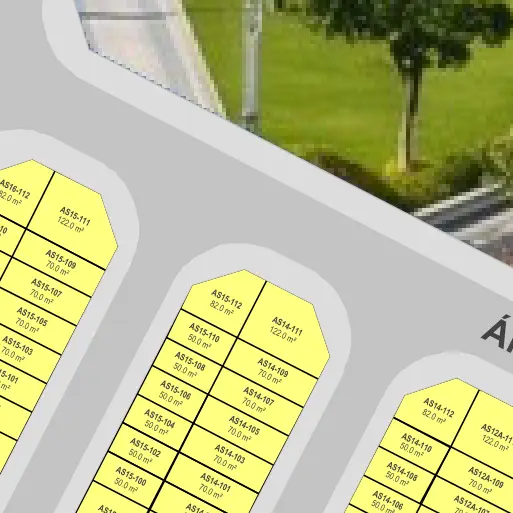 AS16-112
82.0 m²
AS15-111
122.0 m²
AS15-109
70.0 m²
AS15-107
70.0 m²
AS15-105
70.0 m²
AS15-103
70.0 m²
AS15-112
82.0 m²
AS14-111
122.0 m²
AS15-110
50.0 m²
AS14-109
70.0 m²
AS15-108
50.0 m²
AS14-107
70.0 m²
AS15-106
50.0 m²
AS14-105
70.0 m²
AS15-104
50.0 m²
AS14-103
70.0 m²
AS15-102
50.0 m²
AS14-101
70.0 m²
AS15-100
50.0 m²
AS14-112
82.0 m²
122.0 m²
AS14-110
50.0 m²
AS12A-109
70.0 m²
AS14-108
50.0 m²
AS14-106
50.0 m²